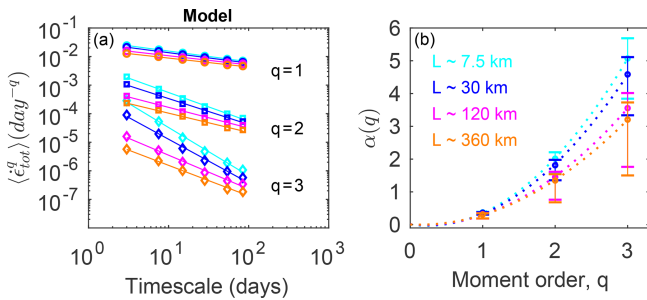 Model
(a)
10^-1
10^-2
10^-3
10^-4
10^-5
10^-6
10^-7
⟨ε̇^q_tot⟩(day^-q)
q=1
q=2
q=3
10^0
10^1
10^2
10^3
Timescale (days)
(b)
6
5
4
3
2
1
0
α(q)
L ~ 7.5 km
L ~ 30 km
L ~ 120 km
L ~ 360 km
0
1
2
3
Moment order, q